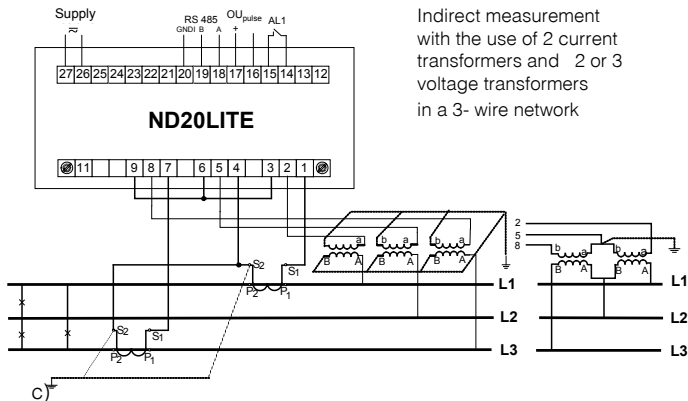 Supply
RS 485 OUpulse AL1
GNDI B A +
27 26 25 24 23 22 21 20 19 18 17 16 15 14 13 12
ND20LITE
11 9 8 7 6 5 4 3 2 1
Indirect measurement
with the use of 2 current
transformers and 2 or 3
voltage transformers
in a 3- wire network
b a b a b a
B A B A B A
2
5
8
b a b a
B A B A
S2 S1
P2 P1
L1 L1
L2 L2
S2 S1
P2 P1
L3 L3
C)